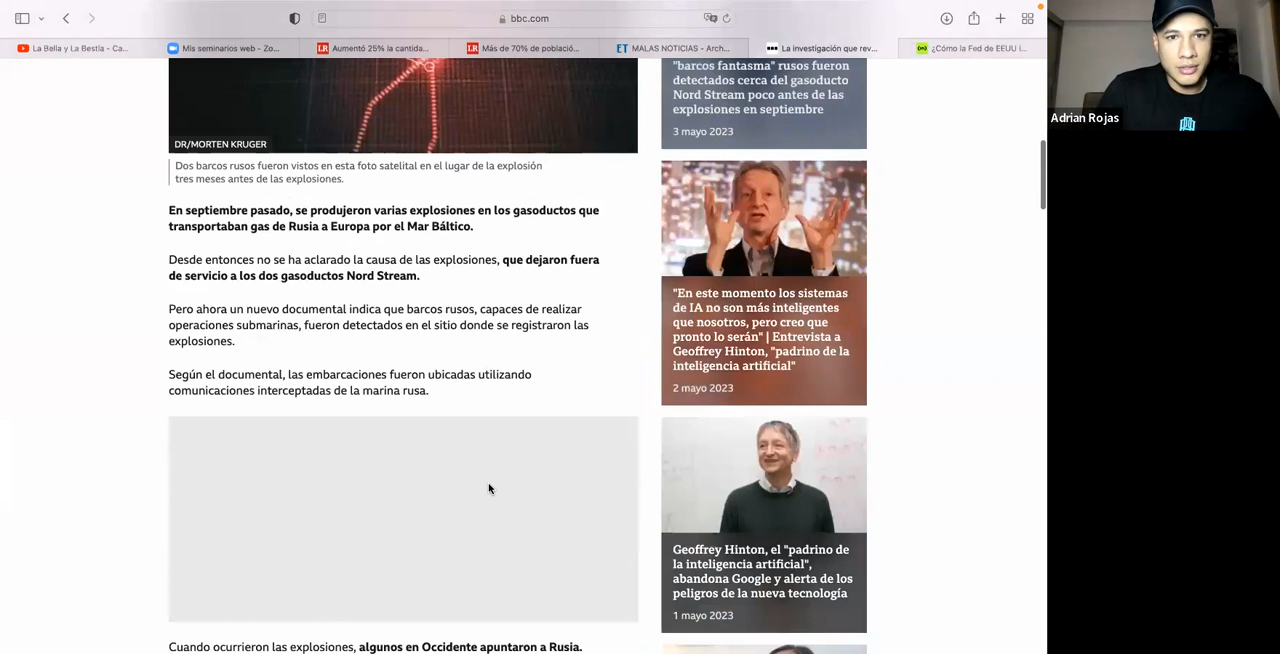 bbc.com
La Bella y La Bestia - Ca...
Mis seminarios web - Zo...
LR Aumentó 25% la cantida...
LR Más de 70% de població...
ET MALAS NOTICIAS - Arch...
La investigación que rev...
¿Cómo la Fed de EEUU i...
Adrian Rojas
DR/MORTEN KRUGER
Dos barcos rusos fueron vistos en esta foto satelital en el lugar de la explosión
tres meses antes de las explosiones.
En septiembre pasado, se produjeron varias explosiones en los gasoductos que
transportaban gas de Rusia a Europa por el Mar Báltico.
Desde entonces no se ha aclarado la causa de las explosiones, que dejaron fuera
de servicio a los dos gasoductos Nord Stream.
Pero ahora un nuevo documental indica que barcos rusos, capaces de realizar
operaciones submarinas, fueron detectados en el sitio donde se registraron las
explosiones.
Según el documental, las embarcaciones fueron ubicadas utilizando
comunicaciones interceptadas de la marina rusa.
Cuando ocurrieron las explosiones, algunos en Occidente apuntaron a Rusia.
"barcos fantasma" rusos fueron
detectados cerca del gasoducto
Nord Stream poco antes de las
explosiones en septiembre
3 mayo 2023
"En este momento los sistemas
de IA no son más inteligentes
que nosotros, pero creo que
pronto lo serán" | Entrevista a
Geoffrey Hinton, "padrino de la
inteligencia artificial"
2 mayo 2023
Geoffrey Hinton, el "padrino de
la inteligencia artificial",
abandona Google y alerta de los
peligros de la nueva tecnología
1 mayo 2023